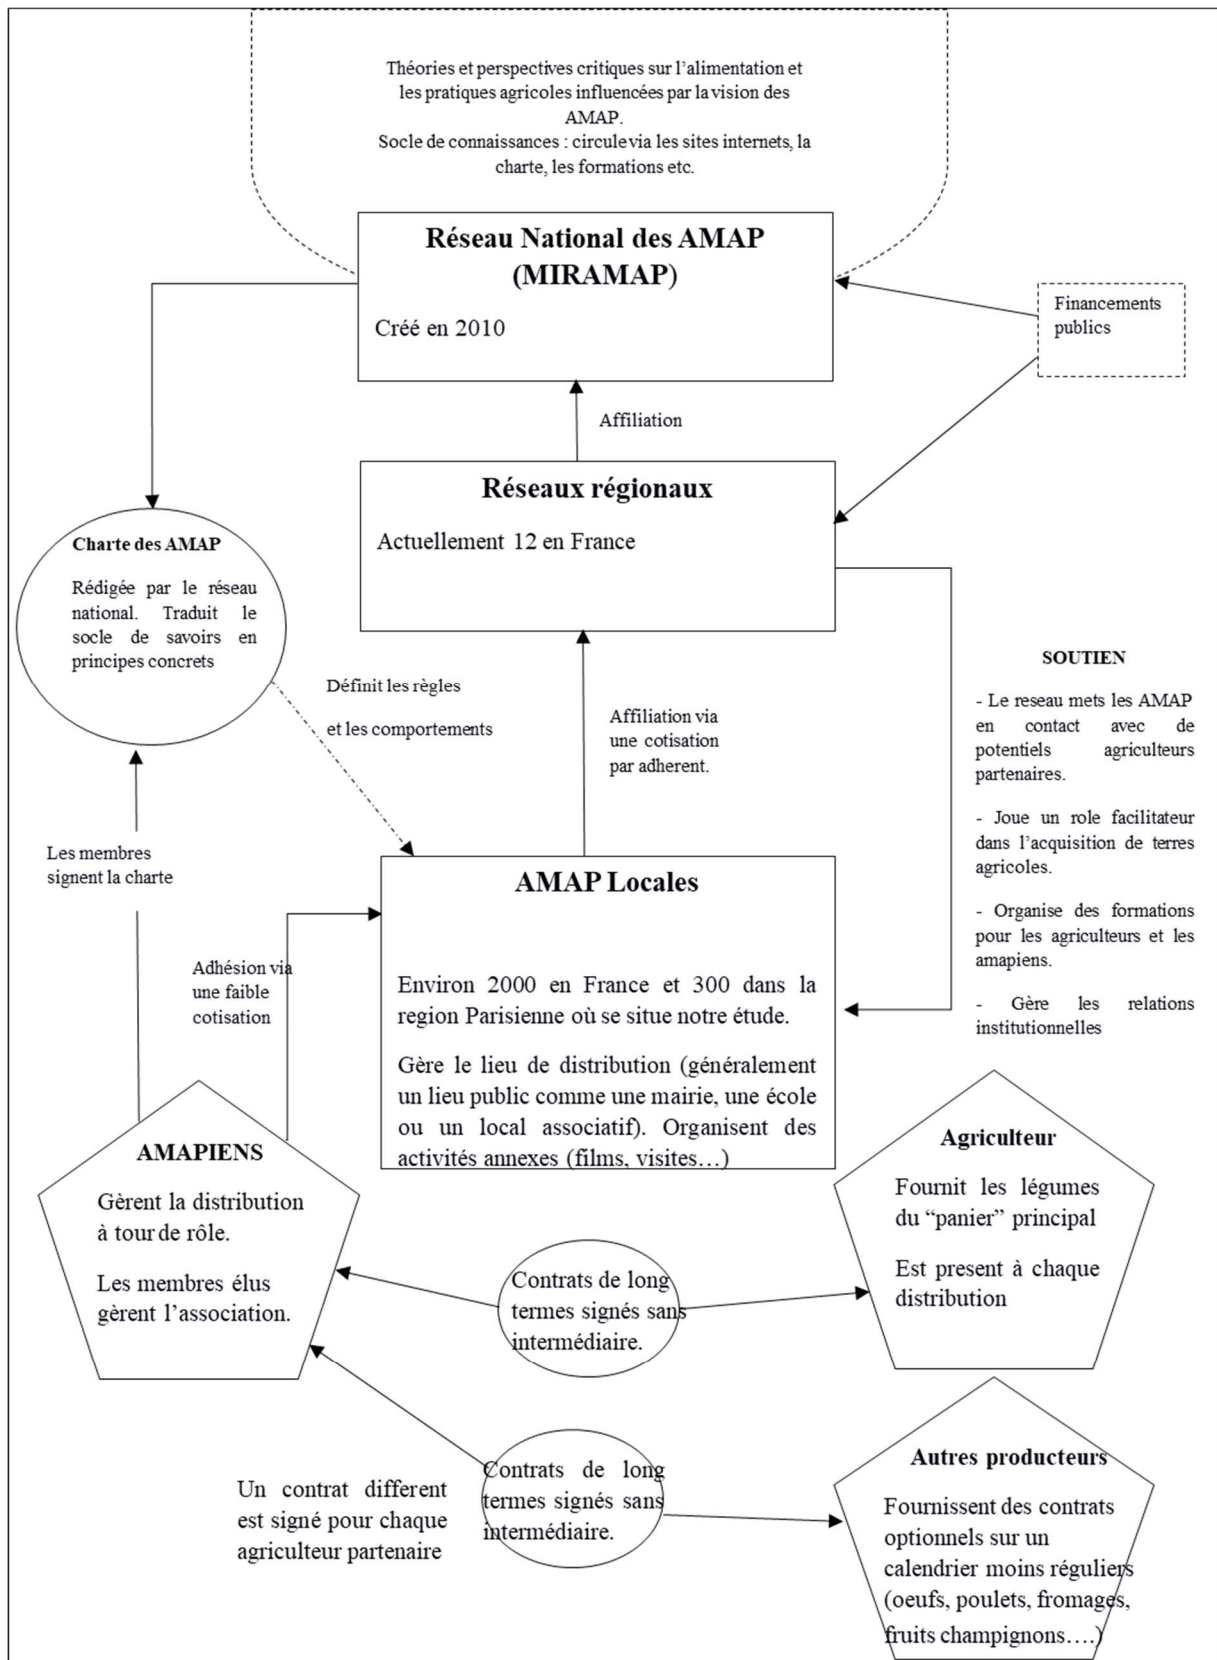 Théories et perspectives critiques sur l’alimentation et
les pratiques agricoles influencées par la vision des
AMAP.
Socle de connaissances : circule via les sites internets, la
charte, les formations etc.
Réseau National des AMAP
(MIRAMAP)
Créé en 2010
Financements
publics
Affiliation
Réseaux régionaux
Actuellement 12 en France
Charte des AMAP
Rédigée par le réseau
national. Traduit le
socle de savoirs en
principes concrets
Définit les règles
et les comportements
Affiliation via
une cotisation
par adherent.
SOUTIEN
- Le reseau mets les AMAP
en contact avec de
potentiels agriculteurs
partenaires.
- Joue un role facilitateur
dans l’acquisition de terres
agricoles.
- Organise des formations
pour les agriculteurs et les
amapiens.
- Gère les relations
institutionnelles
Les membres
signent la charte
Adhésion via
une faible
cotisation
AMAP Locales
Environ 2000 en France et 300 dans la
region Parisienne où se situe notre étude.
Gère le lieu de distribution (généralement
un lieu public comme une mairie, une école
ou un local associatif). Organisent des
activités annexes (films, visites…)
AMAPIENS
Gèrent la distribution
à tour de rôle.
Les membres élus
gèrent l’association.
Agriculteur
Fournit les légumes
du “panier” principal
Est present à chaque
distribution
Contrats de long
termes signés sans
intermédiaire.
Contrats de long
termes signés sans
intermédiaire.
Un contrat different
est signé pour chaque
agriculteur partenaire
Autres producteurs
Fournissent des contrats
optionnels sur un
calendrier moins réguliers
(oeufs, poulets, fromages,
fruits champignons….)